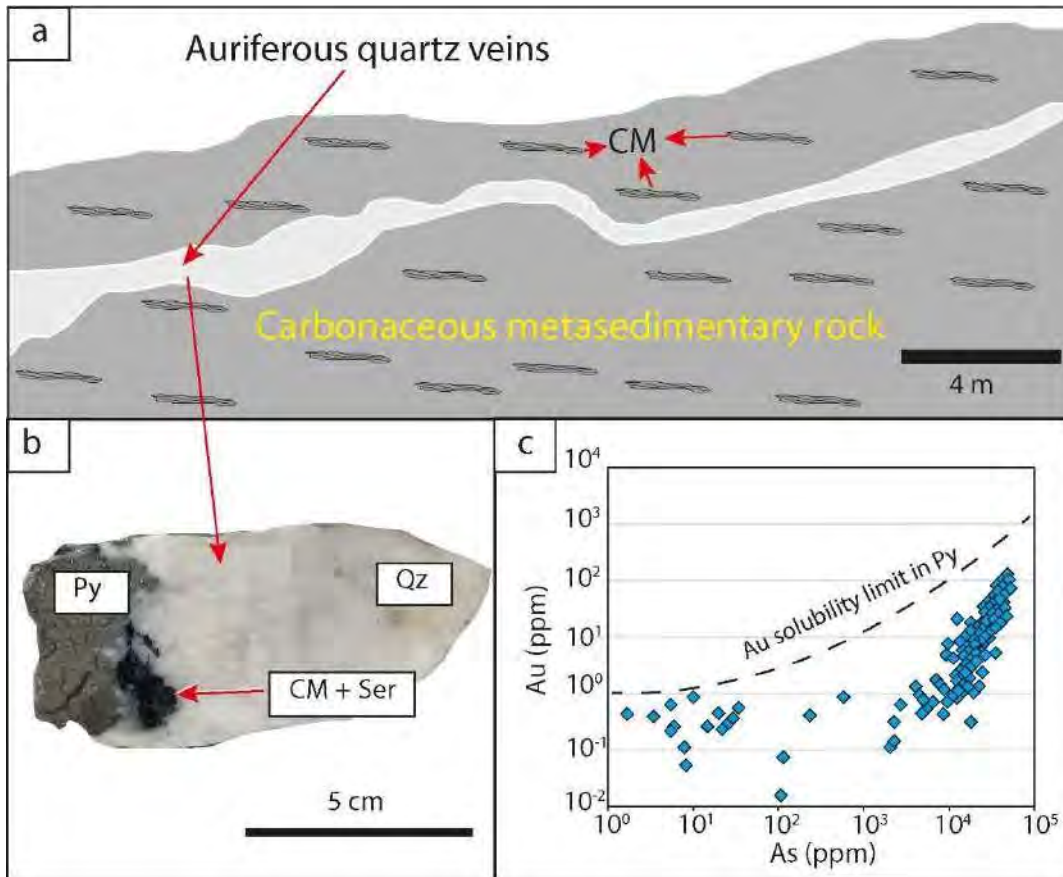 a
Auriferous quartz veins
CM
Carbonaceous metasedimentary rock
4 m
b
Py
Qz
CM + Ser
5 cm
c
10⁴
10³
10²
10¹
10⁰
10⁻¹
10⁻²
Au (ppm)
Au solubility limit in Py
10⁰ 10¹ 10² 10³ 10⁴ 10⁵
As (ppm)